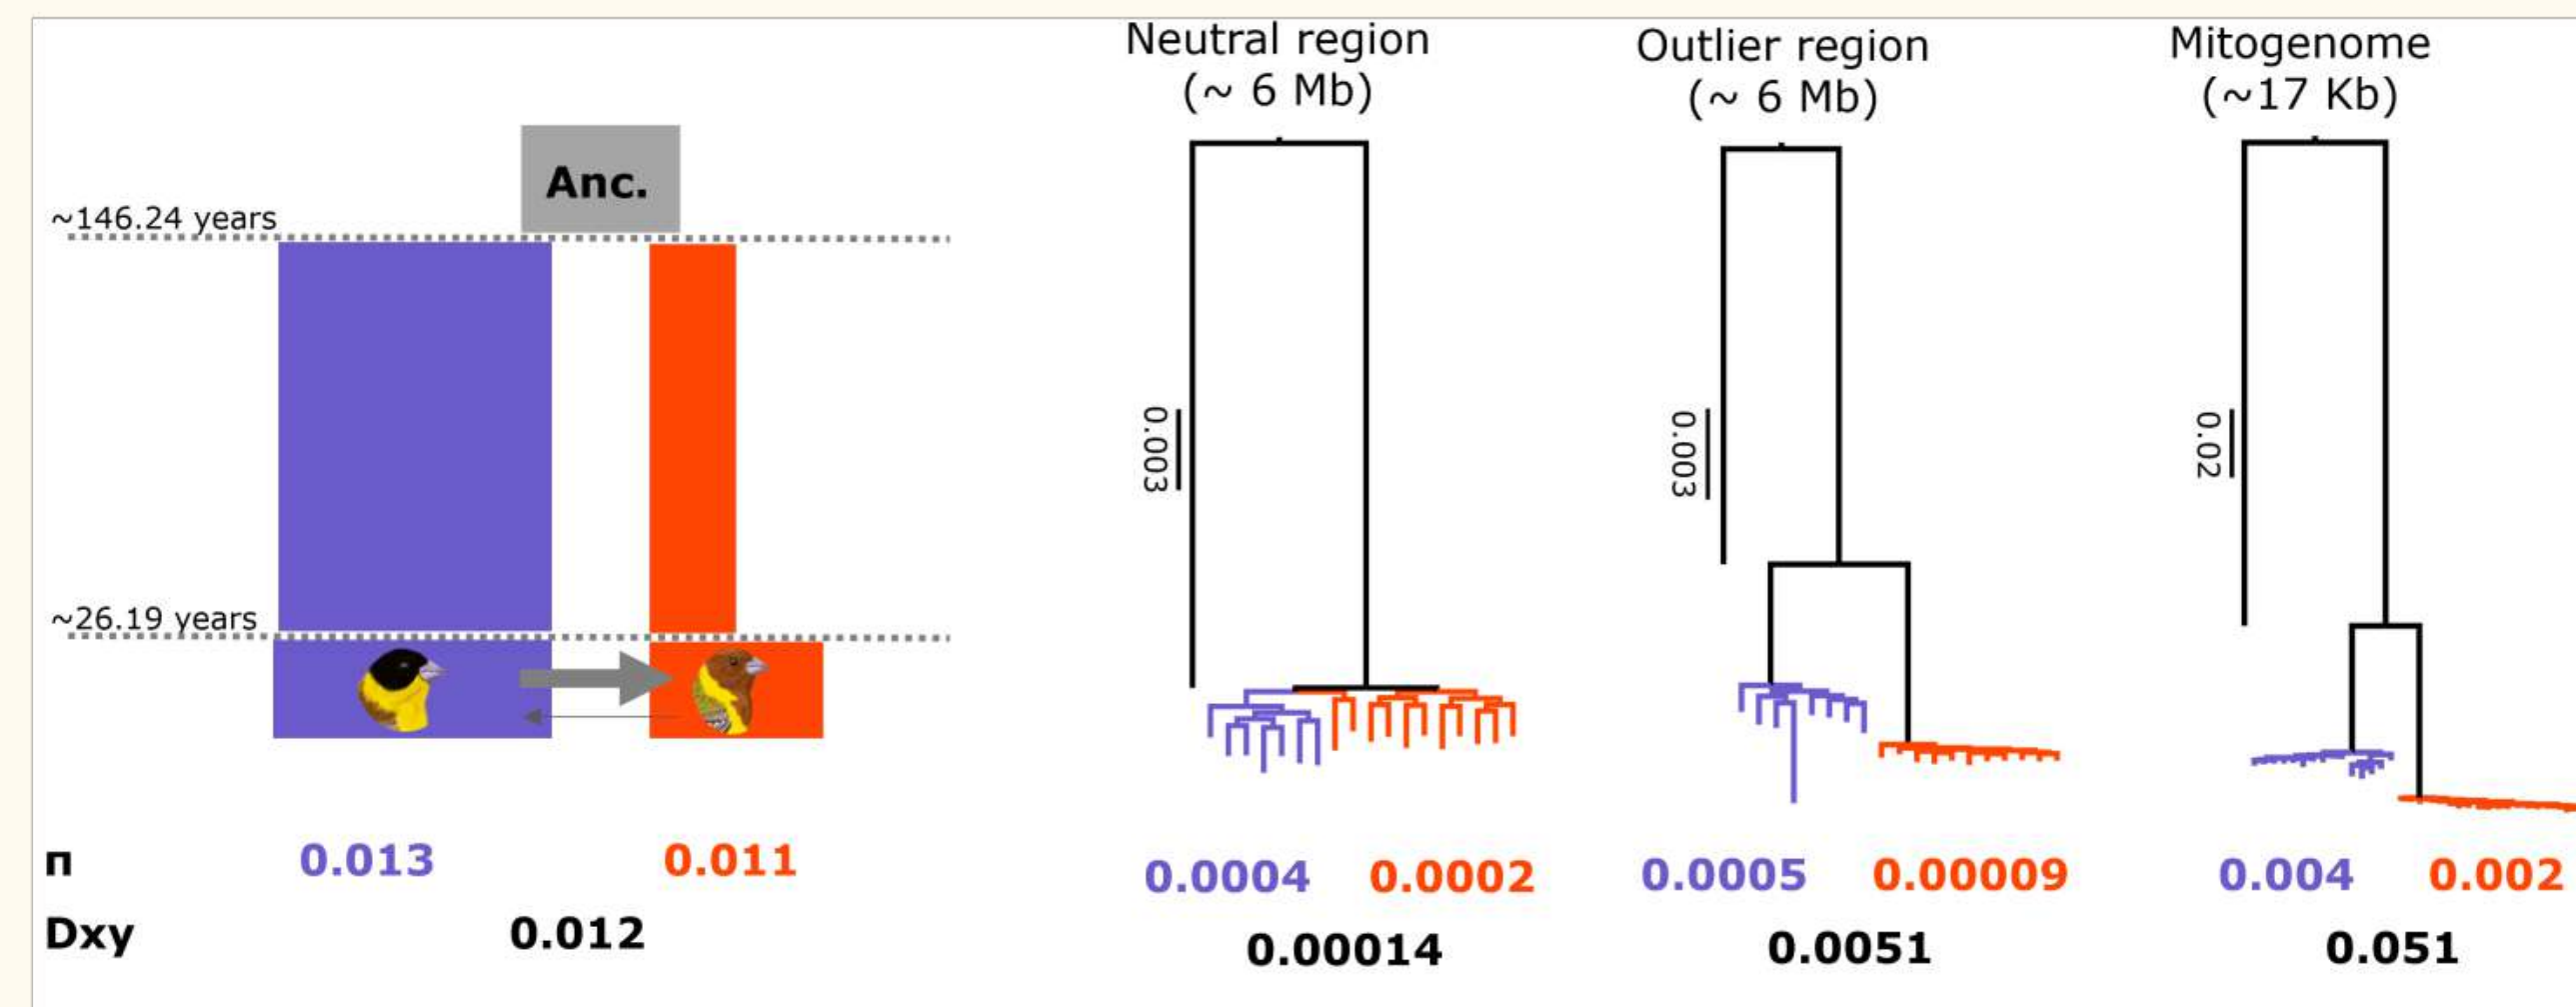 Neutral region
(~ 6 Mb)
Outlier region
(~ 6 Mb)
Mitogenome
(~17 Kb)
Anc.
~146.24 years
~26.19 years
0.003
0.003
0.02
п 0.013 0.011 0.0004 0.0002 0.0005 0.00009 0.004 0.002
Dxy 0.012 0.00014 0.0051 0.051